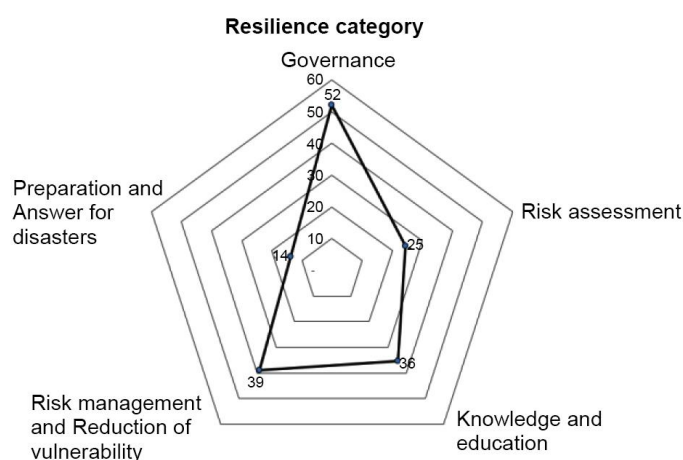 Resilience category
Governance
60
52
50
40
30
20
10
-
Preparation and
Answer for
disasters
14
25
Risk assessment
36
39
Risk management
and Reduction of
vulnerability
Knowledge and
education